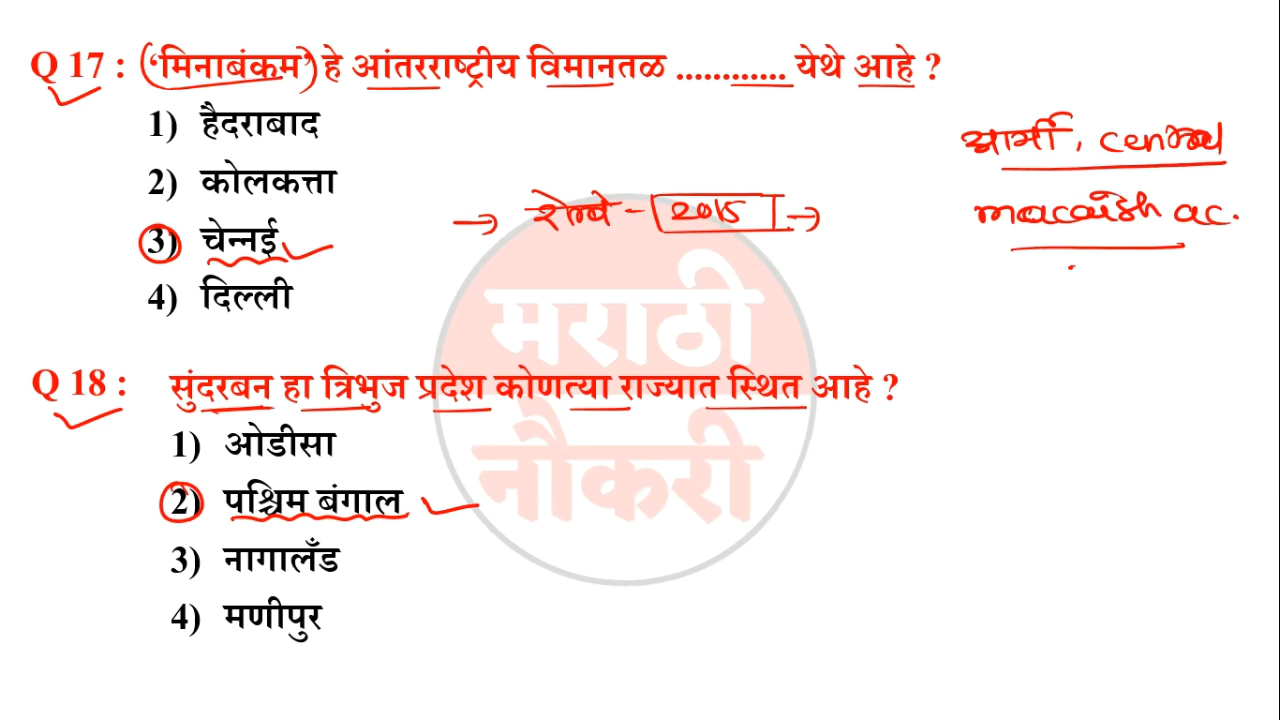 Q 17 : ‘मिनाबंकम’ हे आंतरराष्ट्रीय विमानतळ ............ येथे आहे ?
1) हैदराबाद
2) कोलकत्ता
3) चेन्नई
4) दिल्ली
2015
मराठी
नौकरी
Q 18 : सुंदरबन हा त्रिभुज प्रदेश कोणत्या राज्यात स्थित आहे ?
1) ओडीसा
2) पश्चिम बंगाल
3) नागालँड
4) मणीपुर